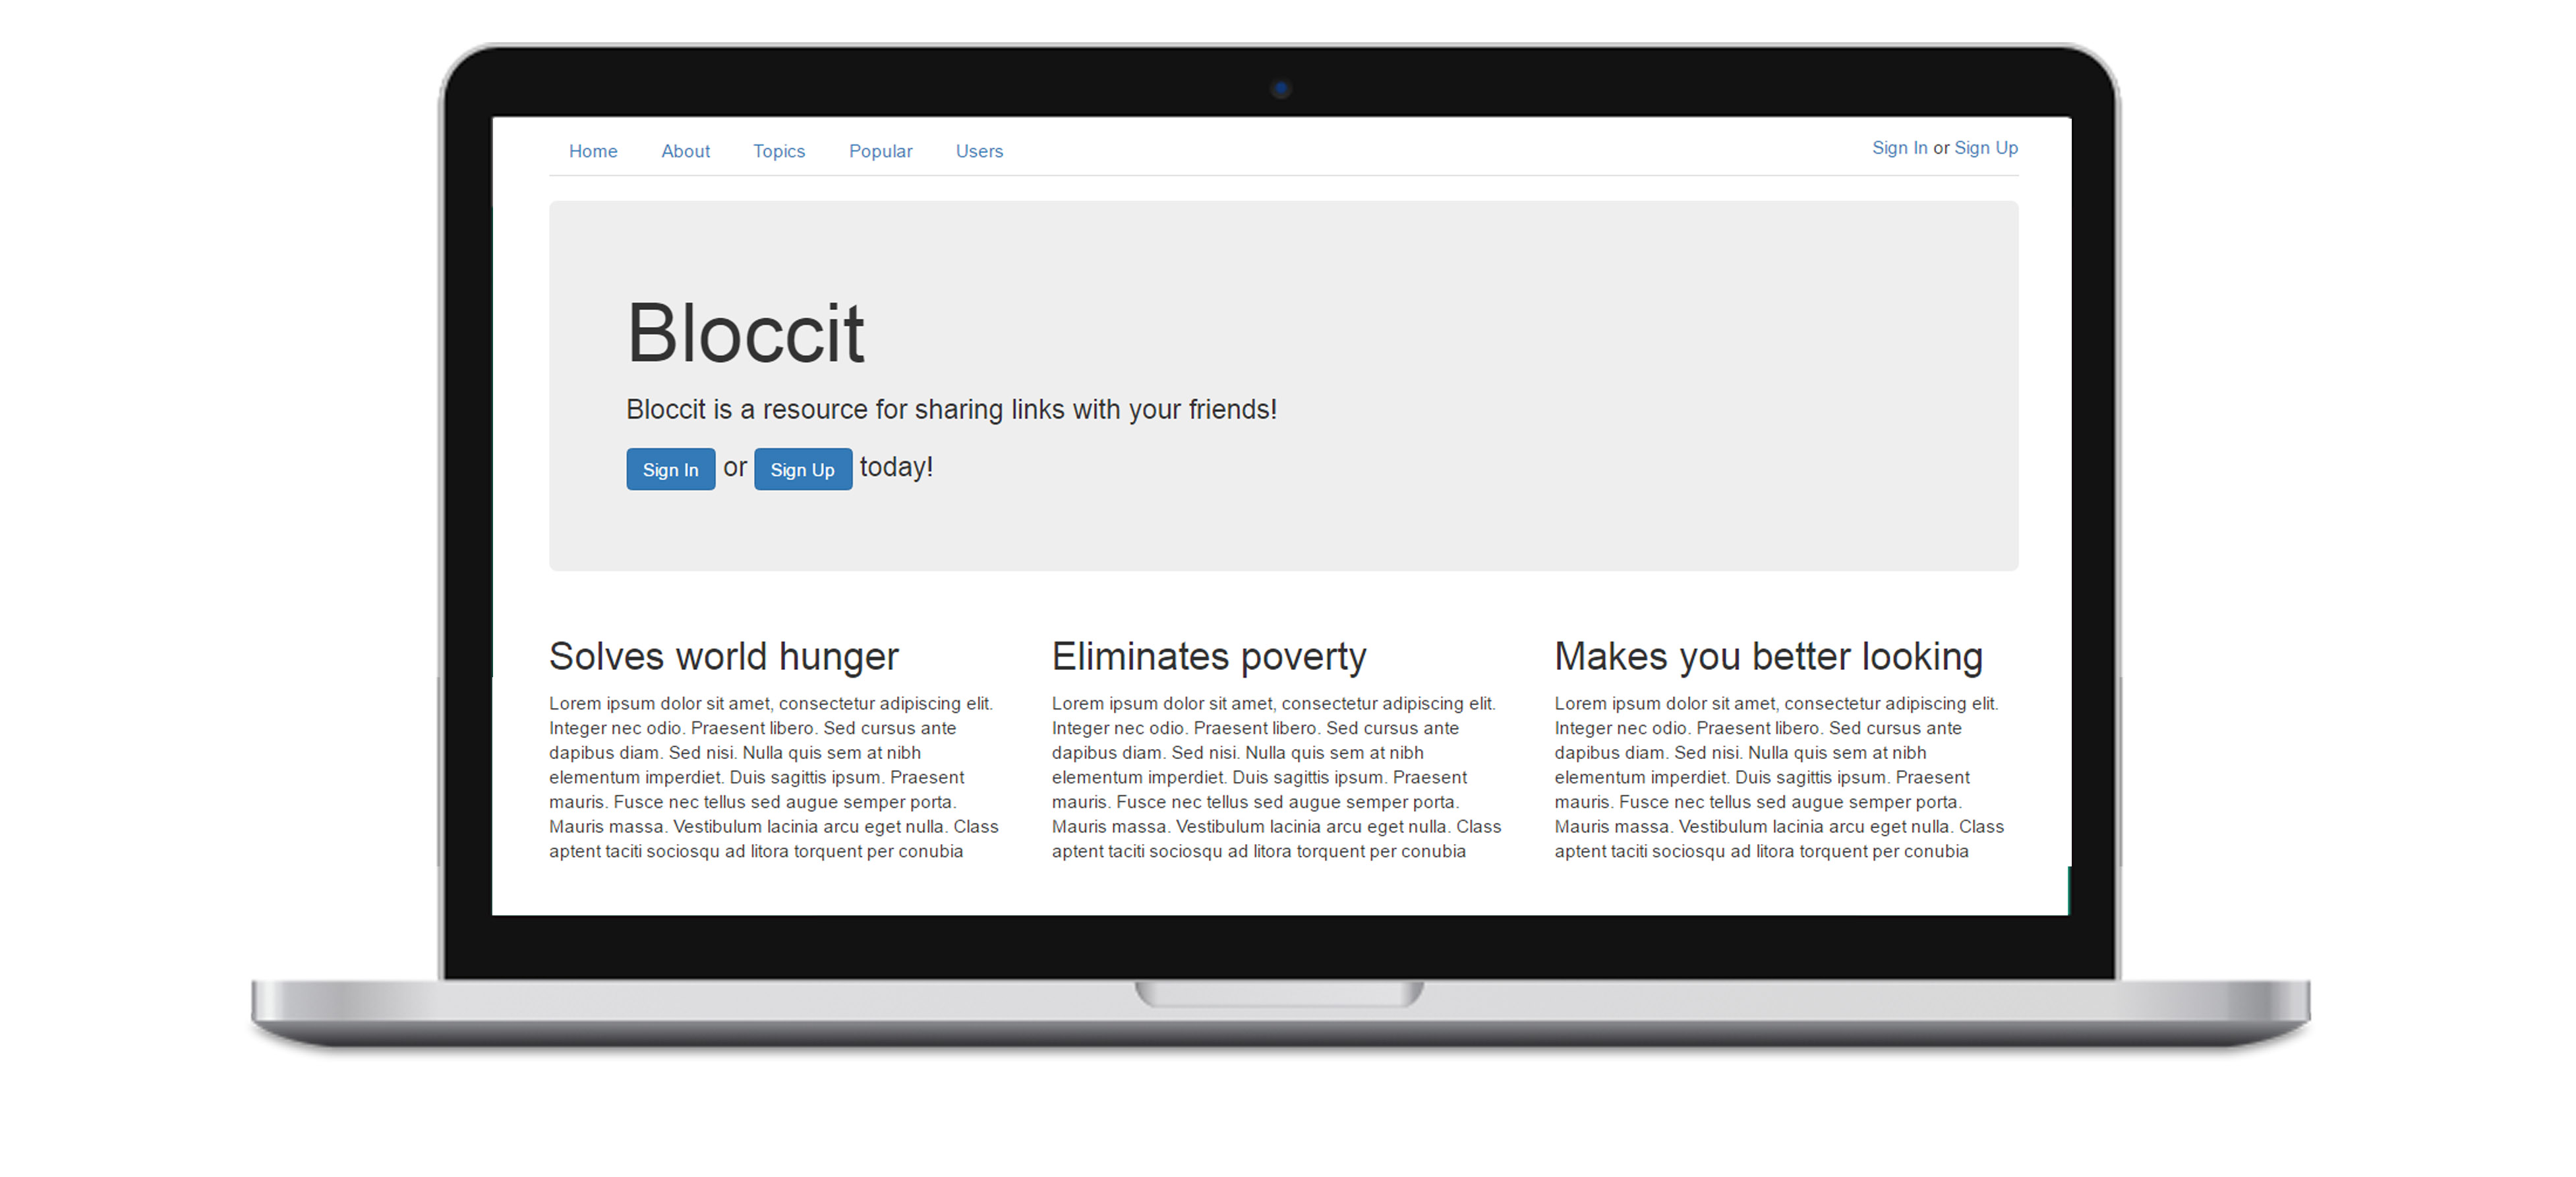 Home About Topics Popular Users Sign In or Sign Up
Bloccit
Bloccit is a resource for sharing links with your friends!
Sign In or Sign Up today!
Solves world hunger
Lorem ipsum dolor sit amet, consectetur adipiscing elit.
Integer nec odio. Praesent libero. Sed cursus ante
dapibus diam. Sed nisi. Nulla quis sem at nibh
elementum imperdiet. Duis sagittis ipsum. Praesent
mauris. Fusce nec tellus sed augue semper porta.
Mauris massa. Vestibulum lacinia arcu eget nulla. Class
aptent taciti sociosqu ad litora torquent per conubia
Eliminates poverty
Lorem ipsum dolor sit amet, consectetur adipiscing elit.
Integer nec odio. Praesent libero. Sed cursus ante
dapibus diam. Sed nisi. Nulla quis sem at nibh
elementum imperdiet. Duis sagittis ipsum. Praesent
mauris. Fusce nec tellus sed augue semper porta.
Mauris massa. Vestibulum lacinia arcu eget nulla. Class
aptent taciti sociosqu ad litora torquent per conubia
Makes you better looking
Lorem ipsum dolor sit amet, consectetur adipiscing elit.
Integer nec odio. Praesent libero. Sed cursus ante
dapibus diam. Sed nisi. Nulla quis sem at nibh
elementum imperdiet. Duis sagittis ipsum. Praesent
mauris. Fusce nec tellus sed augue semper porta.
Mauris massa. Vestibulum lacinia arcu eget nulla. Class
aptent taciti sociosqu ad litora torquent per conubia